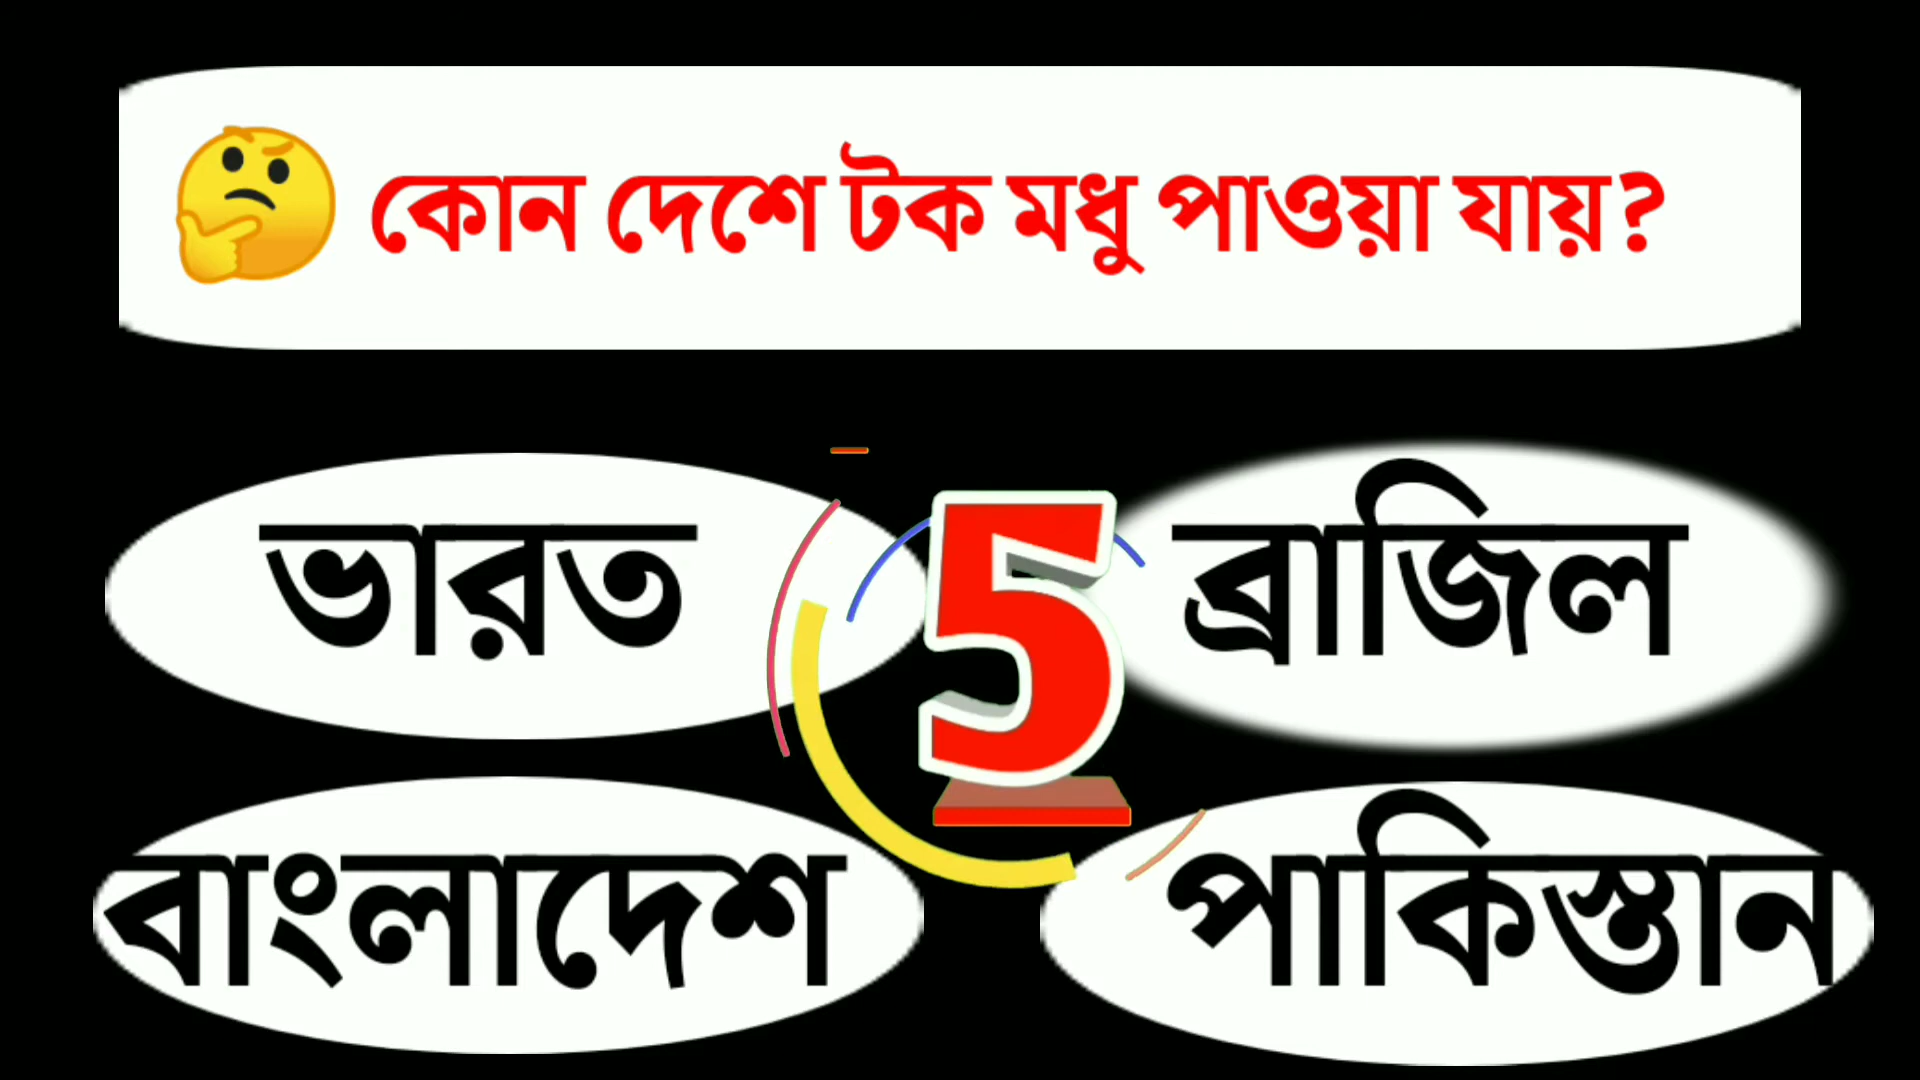 কোন দেশে টক মধু পাওয়া যায়?
ভারত
5
ব্রাজিল
বাংলাদেশ
পাকিস্তান